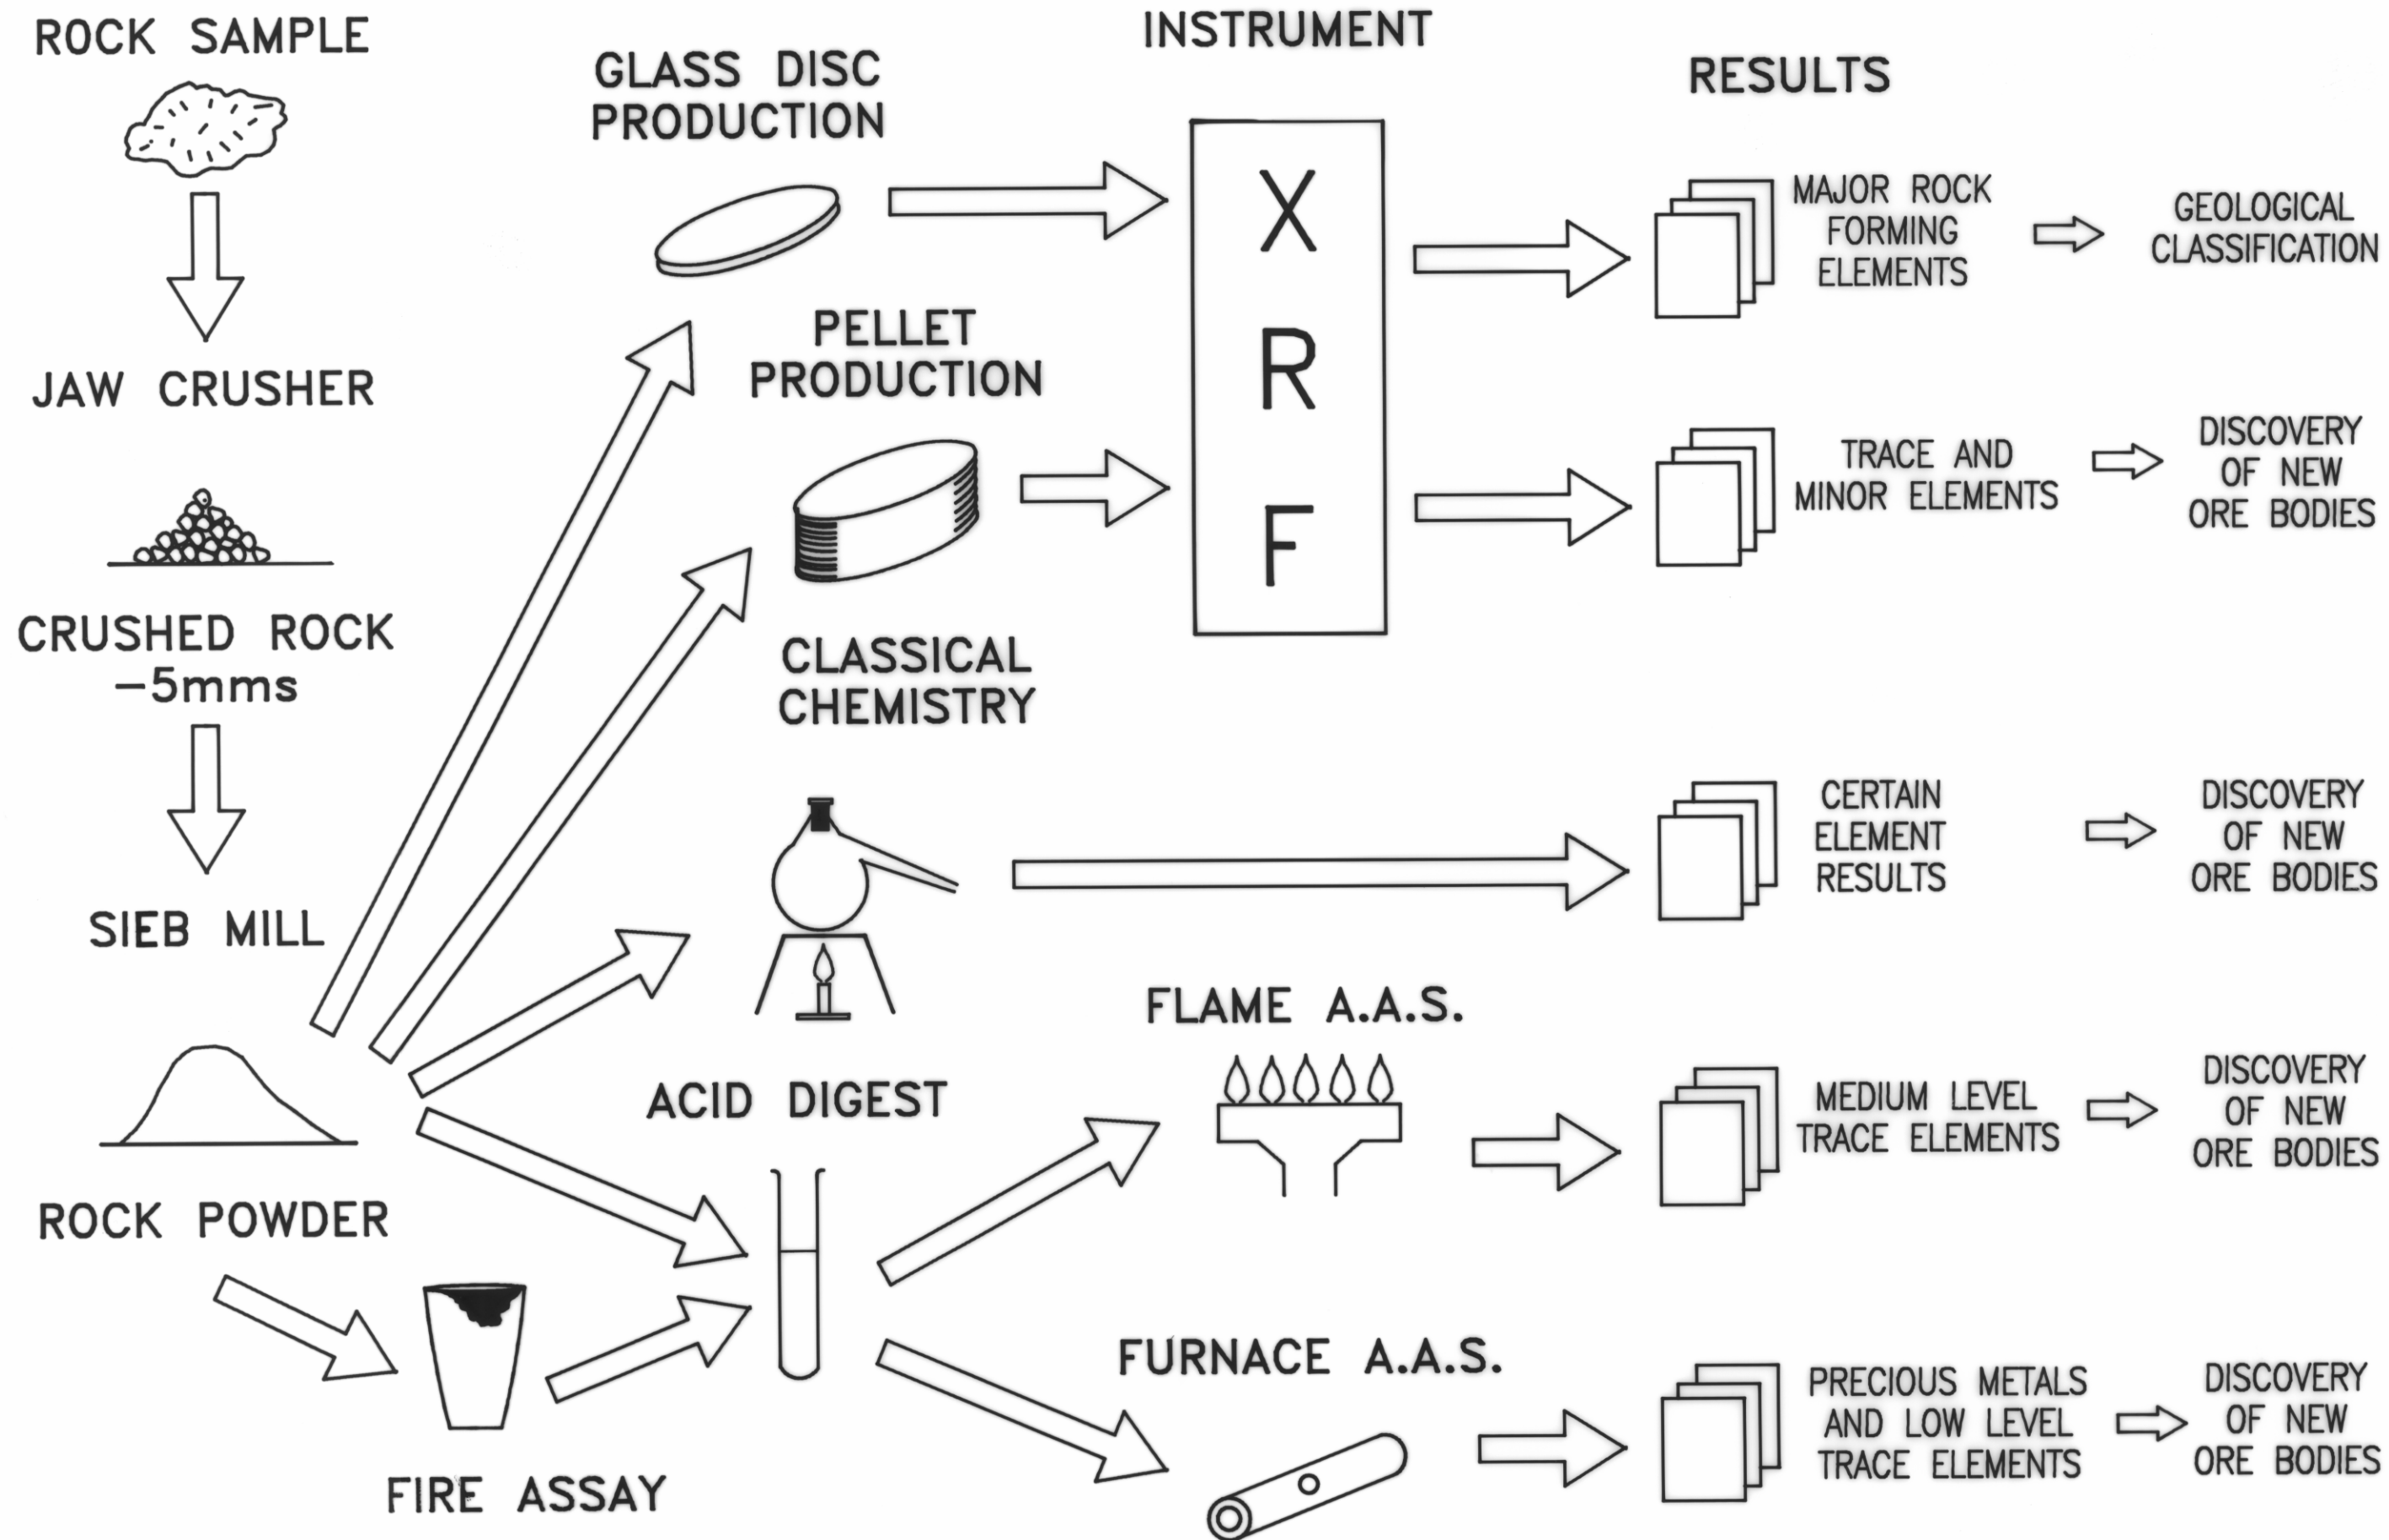 ROCK SAMPLE
JAW CRUSHER
CRUSHED ROCK
-5mms
SIEB MILL
ROCK POWDER
FIRE ASSAY
GLASS DISC
PRODUCTION
PELLET
PRODUCTION
CLASSICAL
CHEMISTRY
ACID DIGEST
INSTRUMENT
X
R
F
FLAME A.A.S.
FURNACE A.A.S.
RESULTS
MAJOR ROCK
FORMING
ELEMENTS
GEOLOGICAL
CLASSIFICATION
TRACE AND
MINOR ELEMENTS
DISCOVERY
OF NEW
ORE BODIES
CERTAIN
ELEMENT
RESULTS
DISCOVERY
OF NEW
ORE BODIES
MEDIUM LEVEL
TRACE ELEMENTS
DISCOVERY
OF NEW
ORE BODIES
PRECIOUS METALS
AND LOW LEVEL
TRACE ELEMENTS
DISCOVERY
OF NEW
ORE BODIES